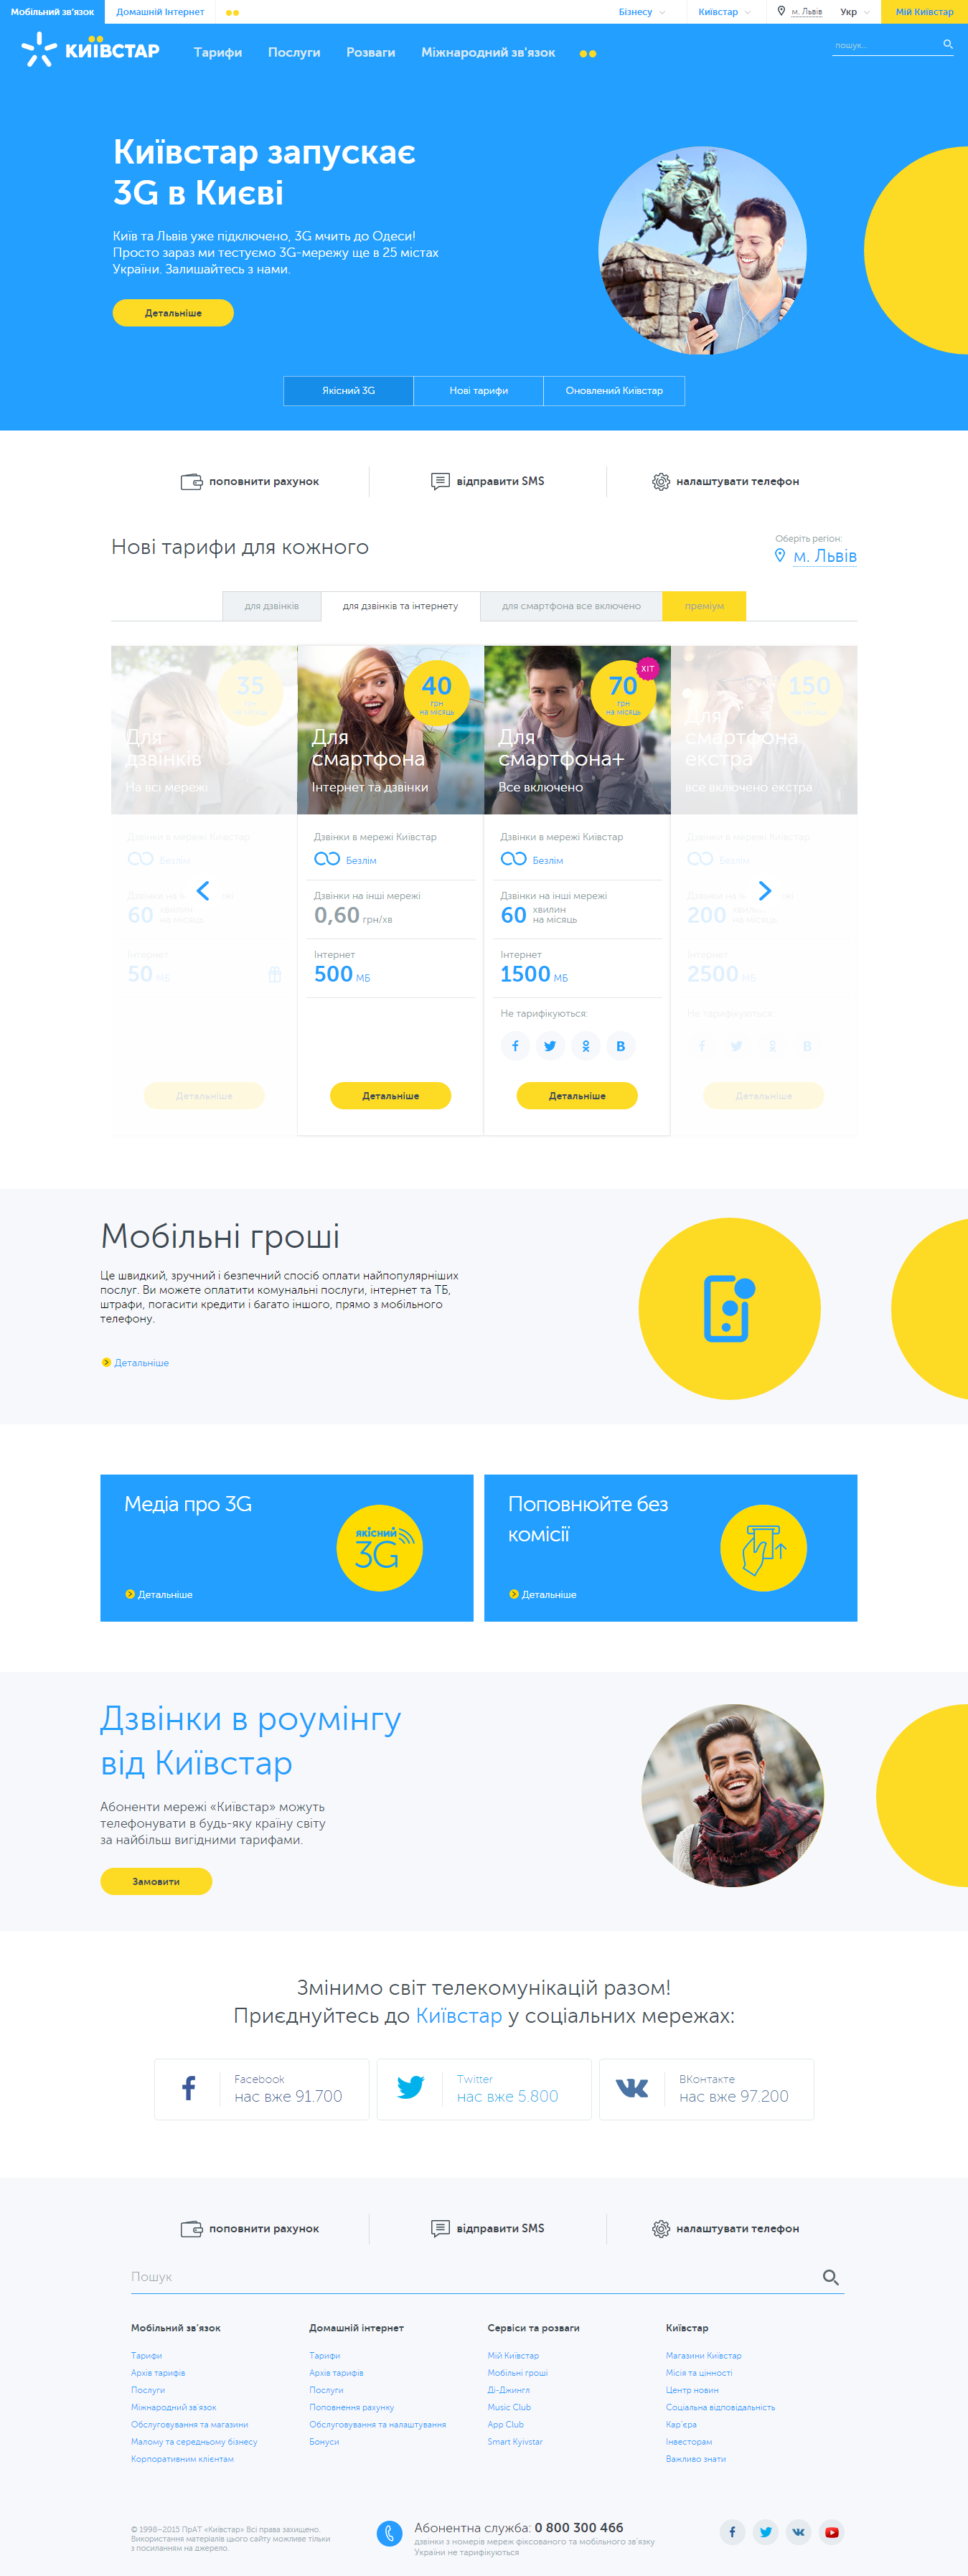 Мобільний зв'язок
Домашній Інтернет
Бізнесу
Київстар
м. Львів
Укр
Мій Київстар
КИЇВСТАР
Тарифи
Послуги
Розваги
Міжнародний зв'язок
пошук...
Київстар запускає
3G в Києві
Київ та Львів уже підключено, 3G мчить до Одеси!
Просто зараз ми тестуємо 3G-мережу ще в 25 містах
України. Залишайтесь з нами.
Детальніше
Якісний 3G
Нові тарифи
Оновлений Київстар
поповнити рахунок
відправити SMS
налаштувати телефон
Нові тарифи для кожного
Оберіть регіон:
м. Львів
для дзвінків
для дзвінків та інтернету
для смартфона все включено
преміум
35
грн
на місяць
Для
дзвінків
На всі мережі
Дзвінки в мережі Київстар
Безлім
Дзвінки на
60 хвилин
на місяць
Інтернет
50 МБ
Детальніше
40
грн
на місяць
Для
смартфона
Інтернет та дзвінки
Дзвінки в мережі Київстар
Безлім
Дзвінки на інші мережі
0,60 грн/хв
Інтернет
500 МБ
Детальніше
ХІТ
70
грн
на місяць
Для
смартфона+
Все включено
Дзвінки в мережі Київстар
Безлім
Дзвінки на інші мережі
60 хвилин
на місяць
Інтернет
1500 МБ
Не тарифікуються:
Детальніше
150
грн
на місяць
Для
смартфона
екстра
все включено екстра
Дзвінки в мережі Київстар
Безлім
Дзвінки на
200 хвилин
на місяць
Інтернет
2500 МБ
Не тарифікуються:
Детальніше
Мобільні гроші
Це швидкий, зручний і безпечний спосіб оплати найпопулярніших
послуг. Ви можете оплатити комунальні послуги, інтернет та ТБ,
штрафи, погасити кредити і багато іншого, прямо з мобільного
телефону.
Детальніше
Медіа про 3G
якісний
3G
Детальніше
Поповнюйте без
комісії
Детальніше
Дзвінки в роумінгу
від Київстар
Абоненти мережі «Київстар» можуть
телефонувати в будь-яку країну світу
за найбільш вигідними тарифами.
Замовити
Змінимо світ телекомунікацій разом!
Приєднуйтесь до Київстар у соціальних мережах:
Facebook
нас вже 91.700
Twitter
нас вже 5.800
ВКонтакте
нас вже 97.200
поповнити рахунок
відправити SMS
налаштувати телефон
Пошук
Мобільний зв'язок
Тарифи
Архів тарифів
Послуги
Міжнародний зв'язок
Обслуговування та магазини
Малому та середньому бізнесу
Корпоративним клієнтам
Домашній інтернет
Тарифи
Архів тарифів
Послуги
Поповнення рахунку
Обслуговування та налаштування
Бонуси
Сервіси та розваги
Мій Київстар
Мобільні гроші
Ді-Джингл
Music Club
App Club
Smart Kyivstar
Київстар
Магазини Київстар
Місія та цінності
Центр новин
Соціальна відповідальність
Кар'єра
Інвесторам
Важливо знати
© 1998–2015 ПрАТ «Київстар» Всі права захищено.
Використання матеріалів цього сайту можливе тільки
з посиланням на джерело.
Абонентна служба: 0 800 300 466
дзвінки з номерів мереж фіксованого та мобільного зв'язку
України не тарифікуються